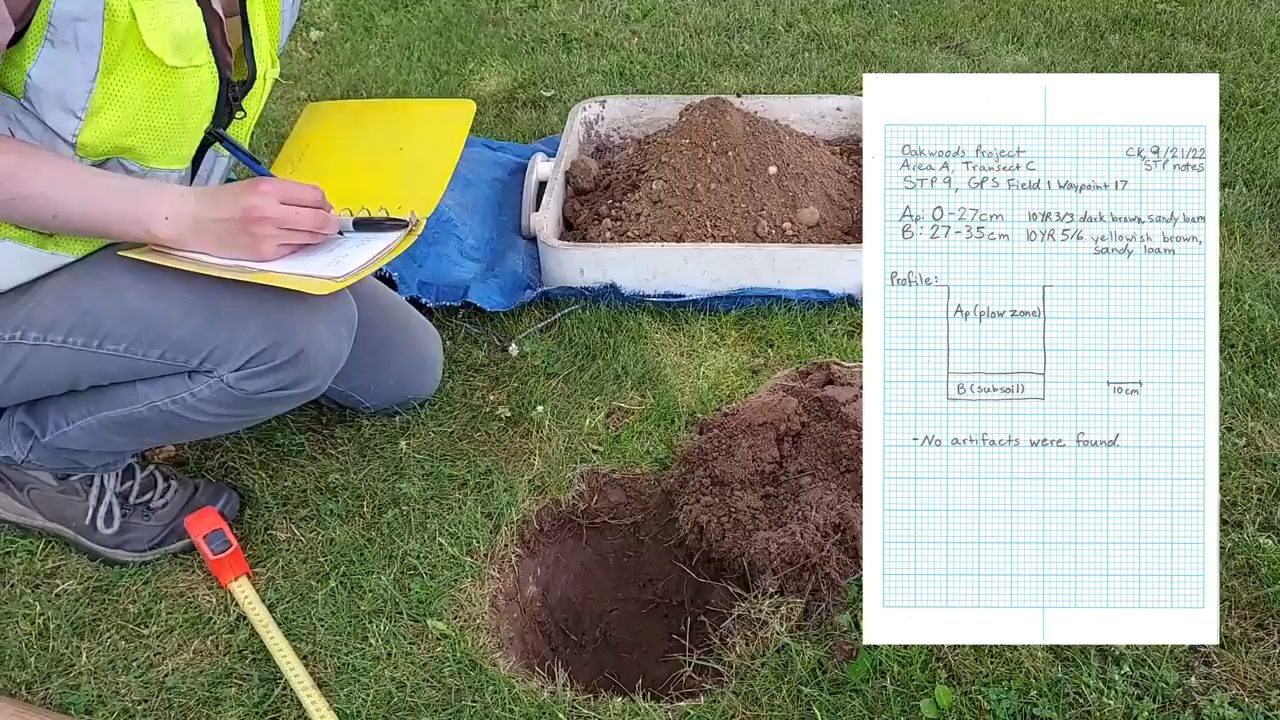 Oakwoods Project CK, 9/21/22
Area A, Transect C STP notes
STP 9, GPS Field 1 Waypoint 17
Ap: 0-27cm 10YR 3/3 dark brown, sandy loam
B: 27-35cm 10YR 5/6 yellowish brown,
sandy loam
Profile:
Ap (plow zone)
B (subsoil)
10cm
- No artifacts were found.